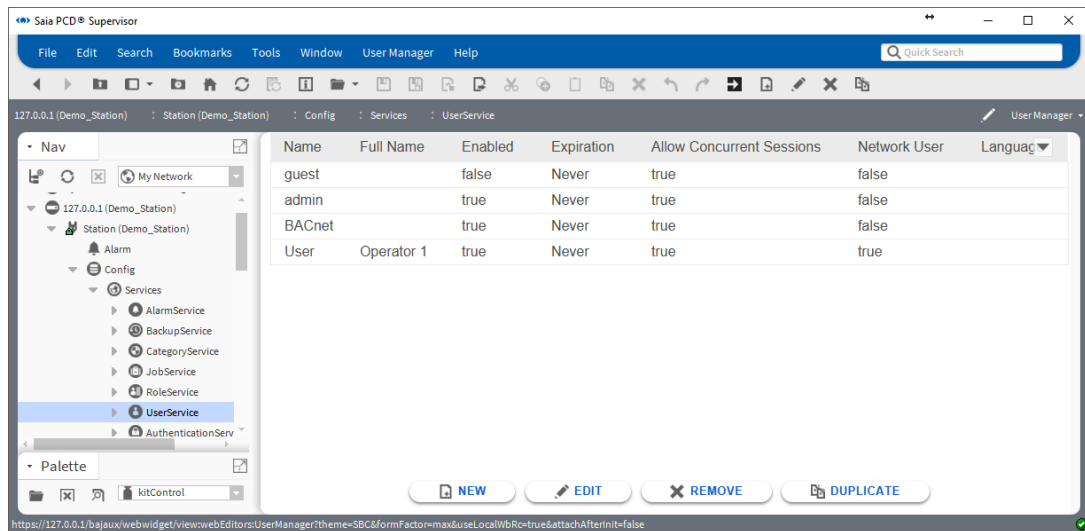 Saia PCD® Supervisor
File Edit Search Bookmarks Tools Window User Manager Help
Quick Search
127.0.0.1 (Demo_Station) : Station (Demo_Station) : Config : Services : UserService
User Manager
Nav
My Network
127.0.0.1 (Demo_Station)
Station (Demo_Station)
Alarm
Config
Services
AlarmService
BackupService
CategoryService
JobService
RoleService
UserService
AuthenticationServ
Palette
kitControl
Name Full Name Enabled Expiration Allow Concurrent Sessions Network User Languag
guest false Never true false
admin true Never true false
BACnet true Never true false
User Operator 1 true Never true true
NEW EDIT REMOVE DUPLICATE
https://127.0.0.1/bajaux/webwidget/view:webEditors:UserManager?theme=SBC&formFactor=max&useLocalWbRc=true&attachAfterInit=false